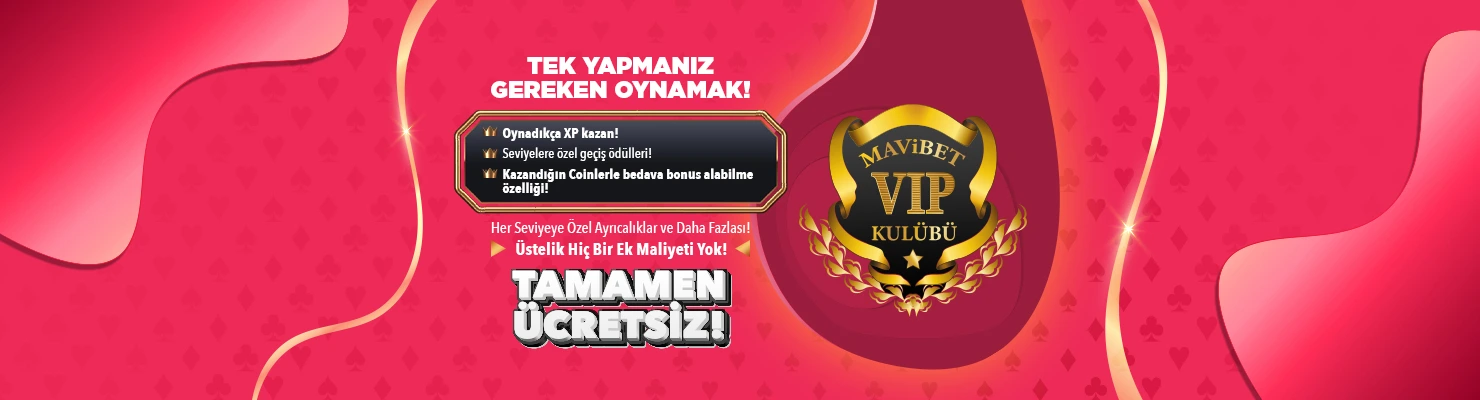 TEK YAPMANIZ
GEREKEN OYNAMAK!
Oynadıkça XP kazan!
Seviyelere özel geçiş ödülleri!
Kazandığın Coinlerle bedava bonus alabilme
özelliği!
Her Seviyeye Özel Ayrıcalıklar ve Daha Fazlası!
Üstelik Hiç Bir Ek Maliyeti Yok!
TAMAMEN
ÜCRETSİZ!
MAViBET
VIP
KULÜBÜ